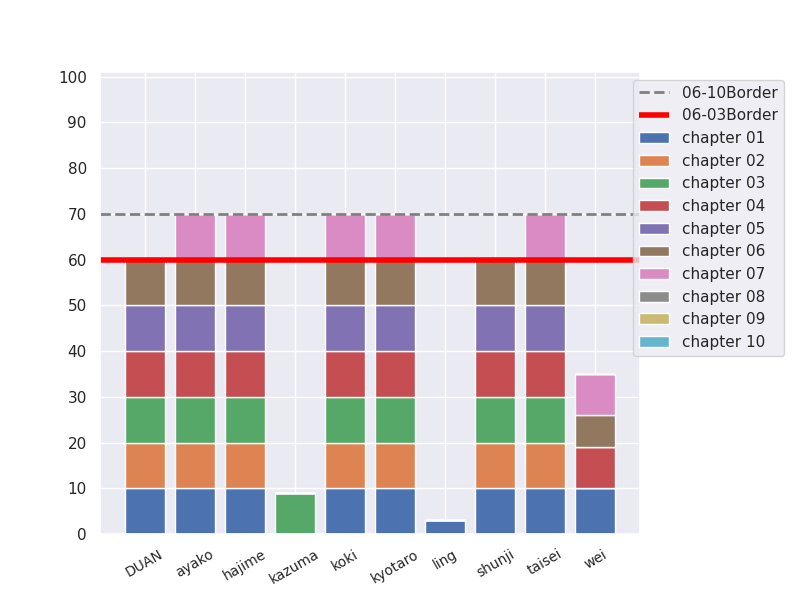 100
90
80
70
60
50
40
30
20
10
0
DUAN
ayako
hajime
kazuma
koki
kyotaro
ling
shunji
taisei
wei
06-10Border
06-03Border
chapter 01
chapter 02
chapter 03
chapter 04
chapter 05
chapter 06
chapter 07
chapter 08
chapter 09
chapter 10